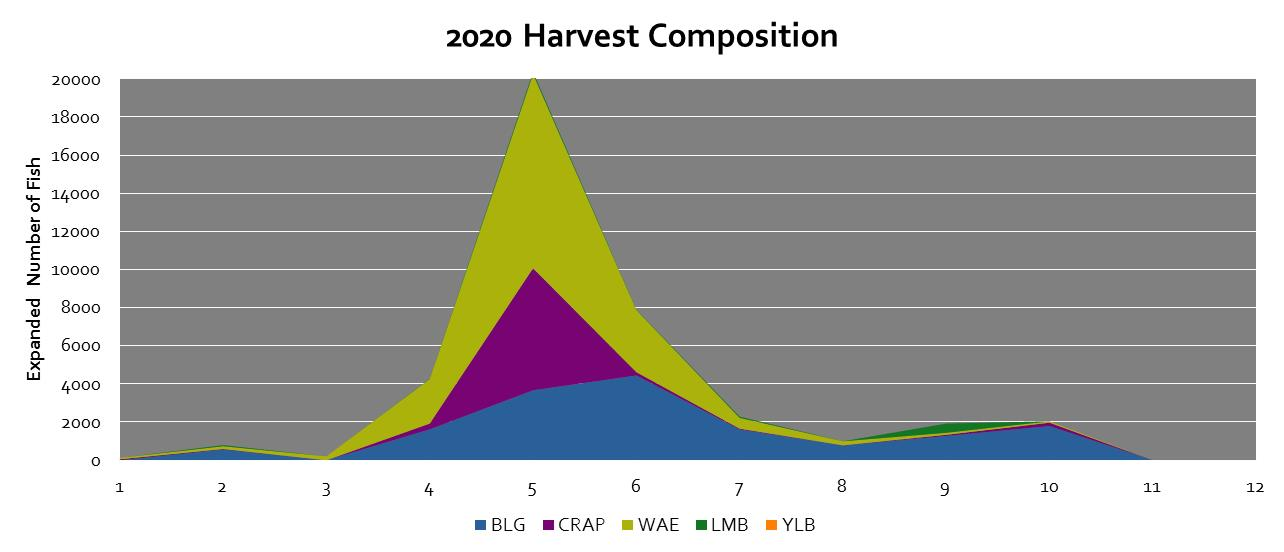 2020 Harvest Composition
Expanded Number of Fish
20000
18000
16000
14000
12000
10000
8000
6000
4000
2000
0
1 2 3 4 5 6 7 8 9 10 11 12
BLG CRAP WAE LMB YLB